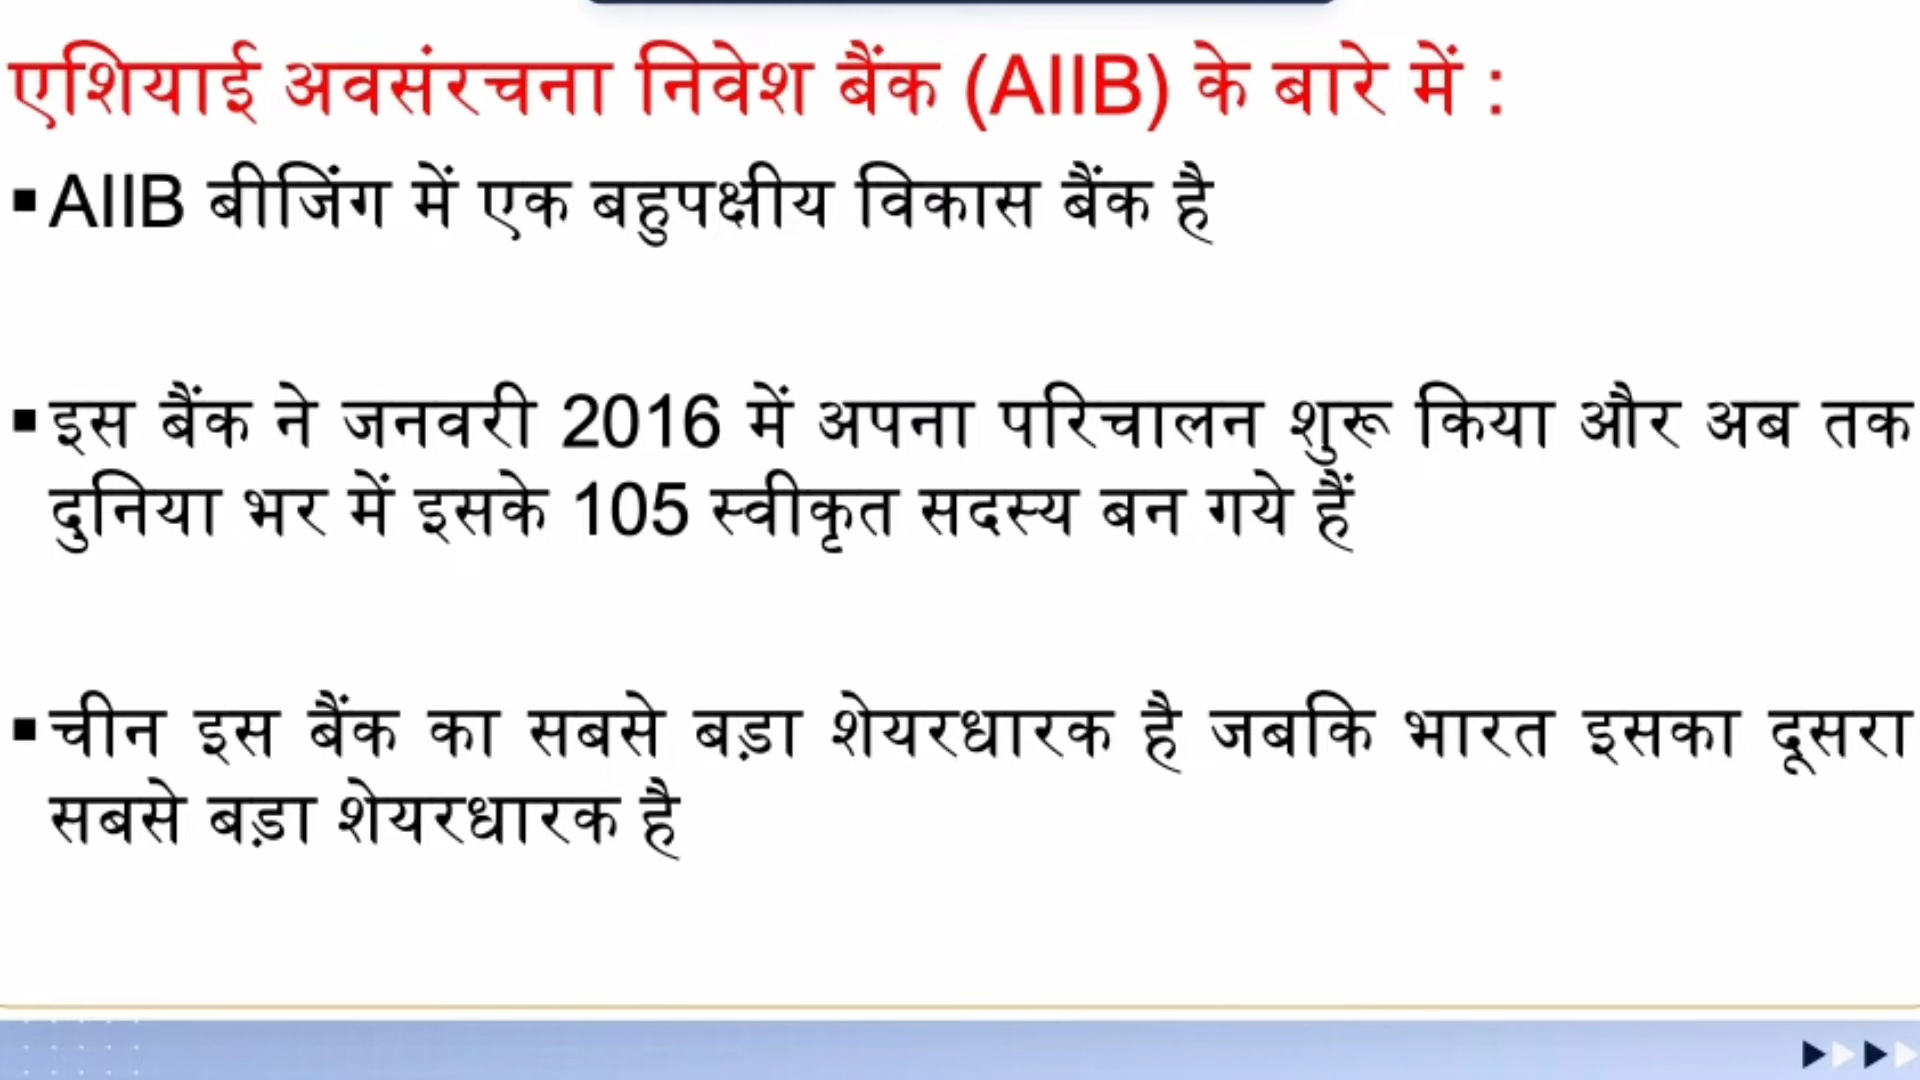 एशियाई अवसंरचना निवेश बैंक (AIIB) के बारे में :
▪AIIB बीजिंग में एक बहुपक्षीय विकास बैंक है
▪इस बैंक ने जनवरी 2016 में अपना परिचालन शुरू किया और अब तक
दुनिया भर में इसके 105 स्वीकृत सदस्य बन गये हैं
▪चीन इस बैंक का सबसे बड़ा शेयरधारक है जबकि भारत इसका दूसरा
सबसे बड़ा शेयरधारक है